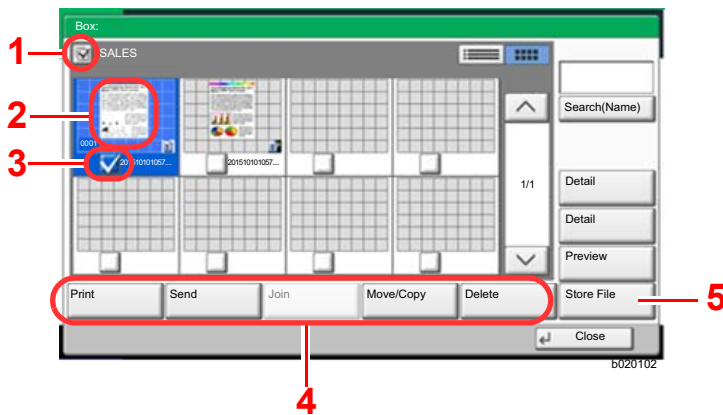 Box:
1
SALES
2
Search(Name)
0001
3
201510101057...
201510101057...
1/1
Detail
Detail
Preview
Print
Send
Join
Move/Copy
Delete
Store File
5
Close
b020102
4